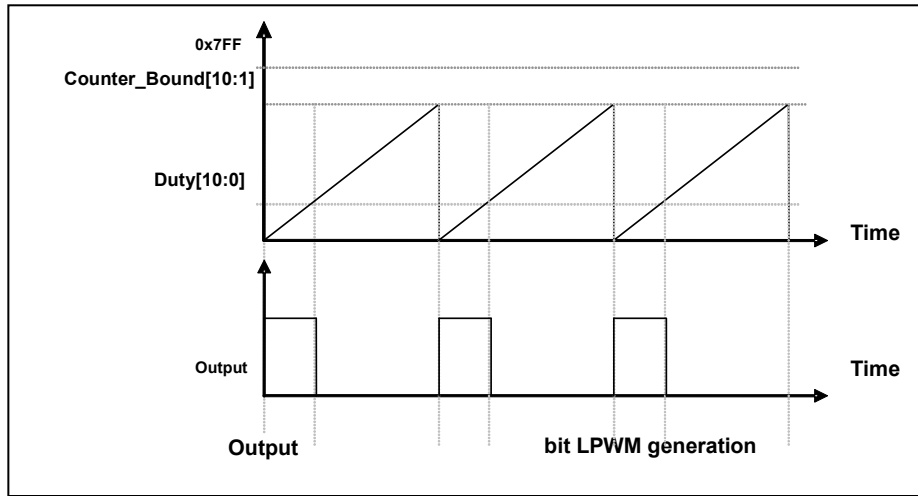 0x7FF
Counter_Bound[10:1]
Duty[10:0]
Time
Output
Time
Output
bit LPWM generation